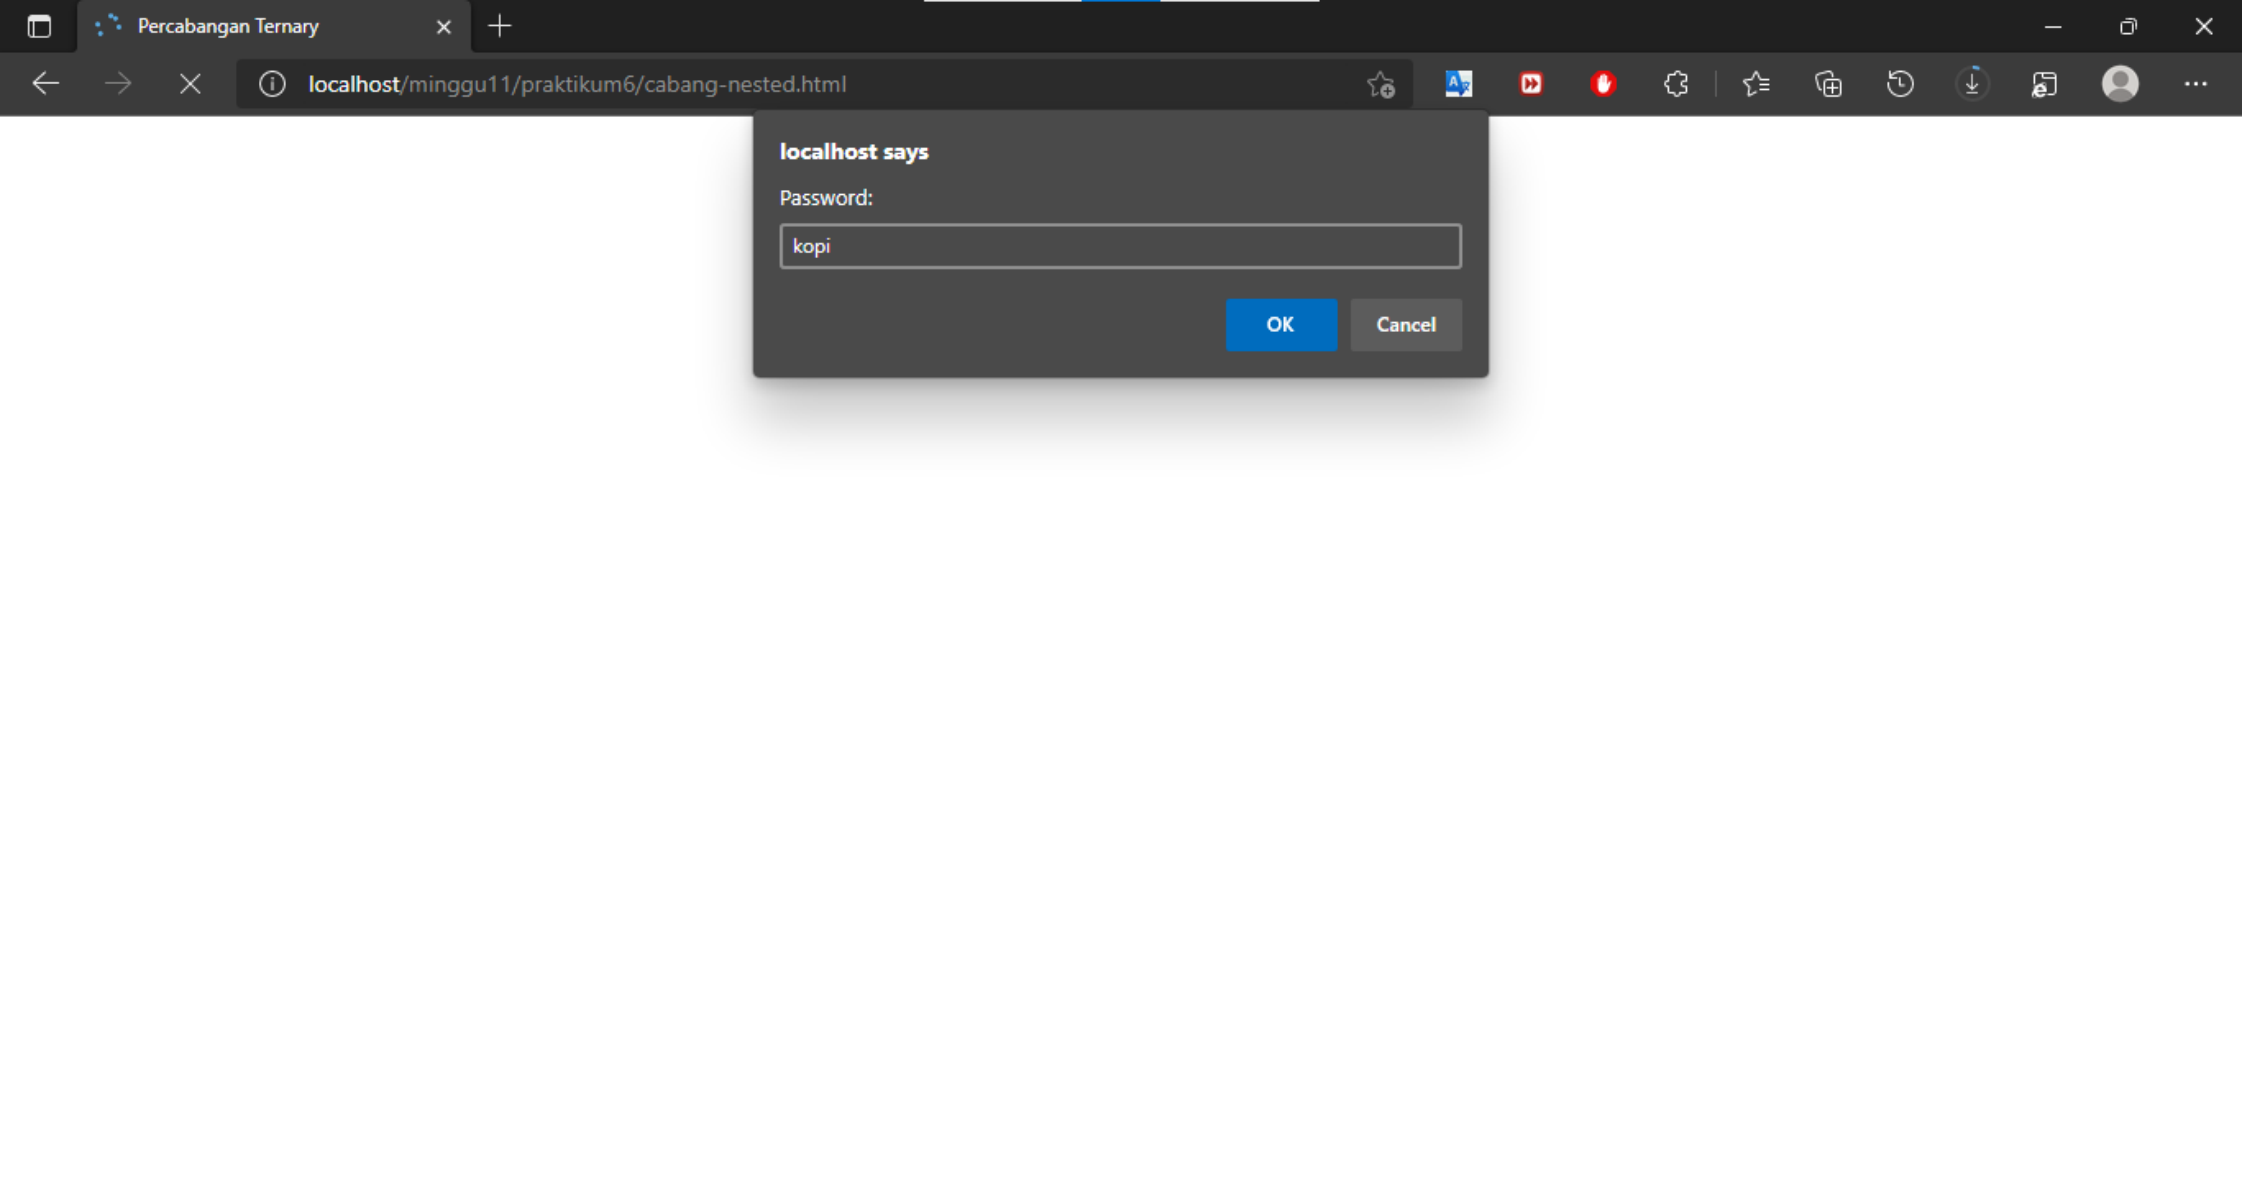 Percabangan Ternary
localhost/minggu11/praktikum6/cabang-nested.html
localhost says
Password:
kopi
OK
Cancel